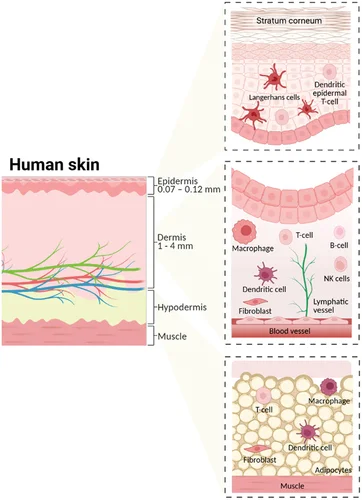 Human skin
Epidermis
0.07 – 0.12 mm
Dermis
1 - 4 mm
Hypodermis
Muscle
Stratum corneum
Langerhans cells
Dendritic
epidermal
T-cell
T-cell
B-cell
Macrophage
NK cells
Dendritic cell
Lymphatic
vessel
Fibroblast
Blood vessel
Macrophage
T-cell
Dendritic cell
Fibroblast
Adipocytes
Muscle